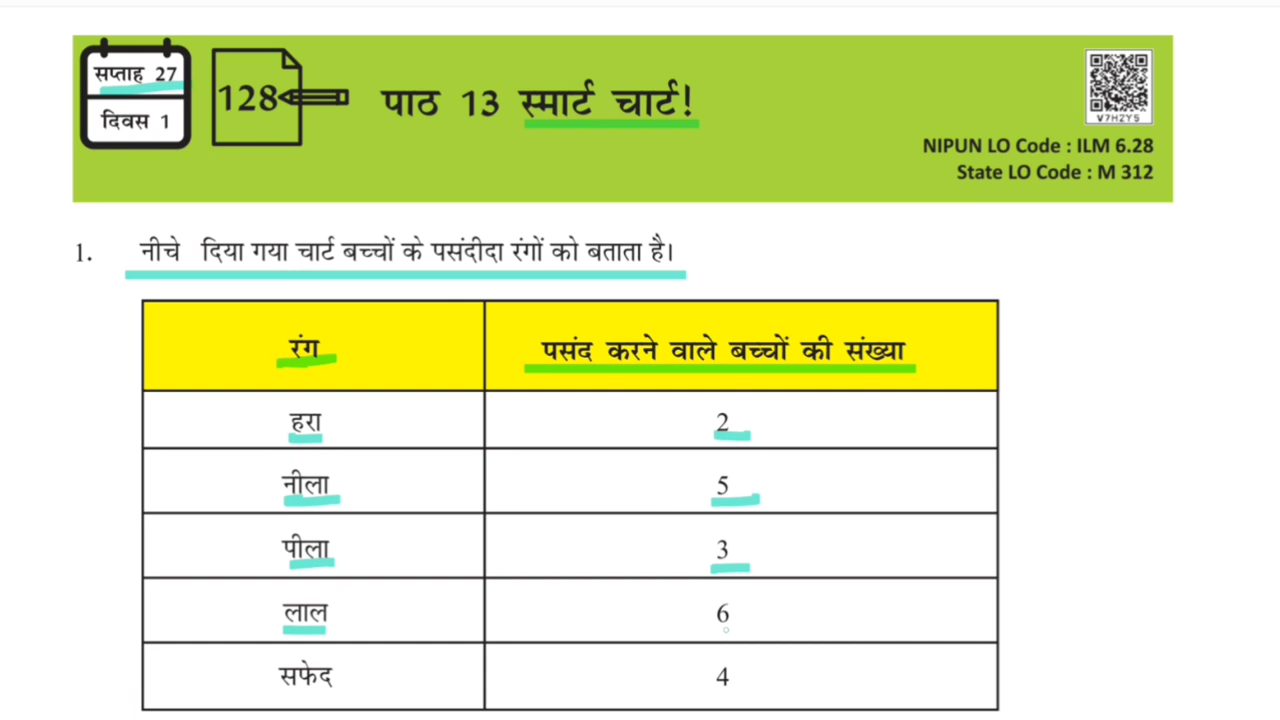 सप्ताह 27
दिवस 1
128
पाठ 13 स्मार्ट चार्ट!
V7H2Y5
NIPUN LO Code : ILM 6.28
State LO Code : M 312
1. नीचे दिया गया चार्ट बच्चों के पसंदीदा रंगों को बताता है।
रंग पसंद करने वाले बच्चों की संख्या
हरा 2
नीला 5
पीला 3
लाल 6
सफेद 4